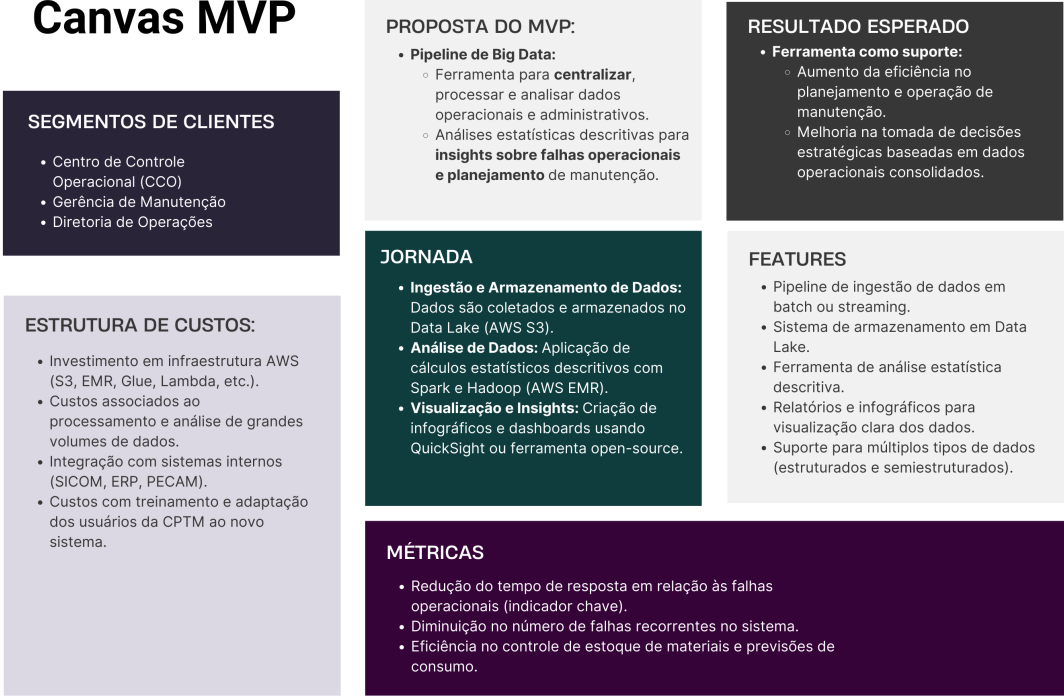 Canvas MVP
SEGMENTOS DE CLIENTES
• Centro de Controle
Operacional (CCO)
• Gerência de Manutenção
• Diretoria de Operações
ESTRUTURA DE CUSTOS:
• Investimento em infraestrutura AWS
(S3, EMR, Glue, Lambda, etc.).
• Custos associados ao
processamento e análise de grandes
volumes de dados.
• Integração com sistemas internos
(SICOM, ERP, PECAM).
• Custos com treinamento e adaptação
dos usuários da CPTM ao novo
sistema.
PROPOSTA DO MVP:
• Pipeline de Big Data:
◦ Ferramenta para centralizar,
processar e analisar dados
operacionais e administrativos.
◦ Análises estatísticas descritivas para
insights sobre falhas operacionais
e planejamento de manutenção.
RESULTADO ESPERADO
• Ferramenta como suporte:
◦ Aumento da eficiência no
planejamento e operação de
manutenção.
◦ Melhoria na tomada de decisões
estratégicas baseadas em dados
operacionais consolidados.
JORNADA
• Ingestão e Armazenamento de Dados:
Dados são coletados e armazenados no
Data Lake (AWS S3).
• Análise de Dados: Aplicação de
cálculos estatísticos descritivos com
Spark e Hadoop (AWS EMR).
• Visualização e Insights: Criação de
infográficos e dashboards usando
QuickSight ou ferramenta open-source.
FEATURES
• Pipeline de ingestão de dados em
batch ou streaming.
• Sistema de armazenamento em Data
Lake.
• Ferramenta de análise estatística
descritiva.
• Relatórios e infográficos para
visualização clara dos dados.
• Suporte para múltiplos tipos de dados
(estruturados e semiestruturados).
MÉTRICAS
• Redução do tempo de resposta em relação às falhas
operacionais (indicador chave).
• Diminuição no número de falhas recorrentes no sistema.
• Eficiência no controle de estoque de materiais e previsões de
consumo.